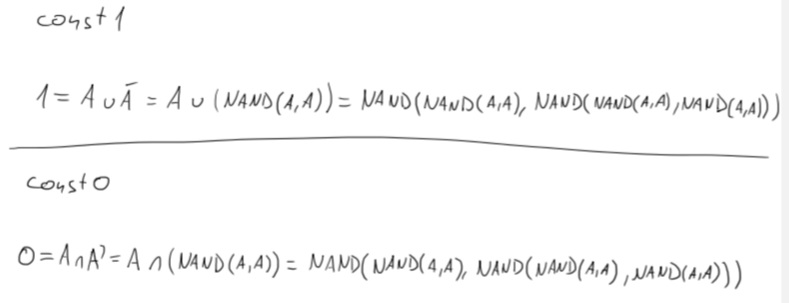 const 1
1 = A ∪ Ā = A ∪ (NAND(A,A)) = NAND(NAND(A,A), NAND(NAND(A,A),NAND(A,A)))
const 0
0 = A ∩ A' = A ∩ (NAND(A,A)) = NAND(NAND(A,A), NAND(NAND(A,A),NAND(A,A)))